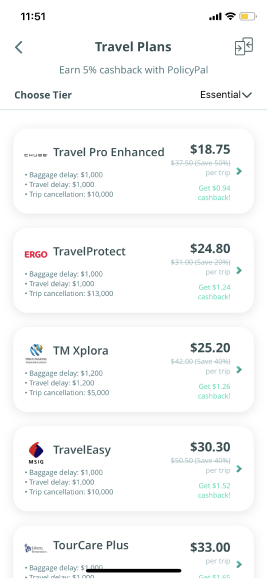 11:51
Travel Plans
Earn 5% cashback with PolicyPal
Choose Tier
Essential
CHUBB
Travel Pro Enhanced
• Baggage delay: $1,000
• Travel delay: $1,000
• Trip cancellation: $10,000
$18.75
$37.50 (Save 50%)
per trip
Get $0.94
cashback!
ERGO
TravelProtect
• Baggage delay: $1,000
• Travel delay: $1,000
• Trip cancellation: $13,000
$24.80
$31.00 (Save 20%)
per trip
Get $1.24
cashback!
TM Xplora
• Baggage delay: $1,200
• Travel delay: $1,200
• Trip cancellation: $5,000
$25.20
$42.00 (Save 40%)
per trip
Get $1.26
cashback!
MSIG
TravelEasy
• Baggage delay: $1,000
• Travel delay: $1,000
• Trip cancellation: $10,000
$30.30
$50.50 (Save 40%)
per trip
Get $1.52
cashback!
TourCare Plus
• Baggage delay: $1,000
• Travel delay: $1,000
$33.00
per trip
Get $1.65